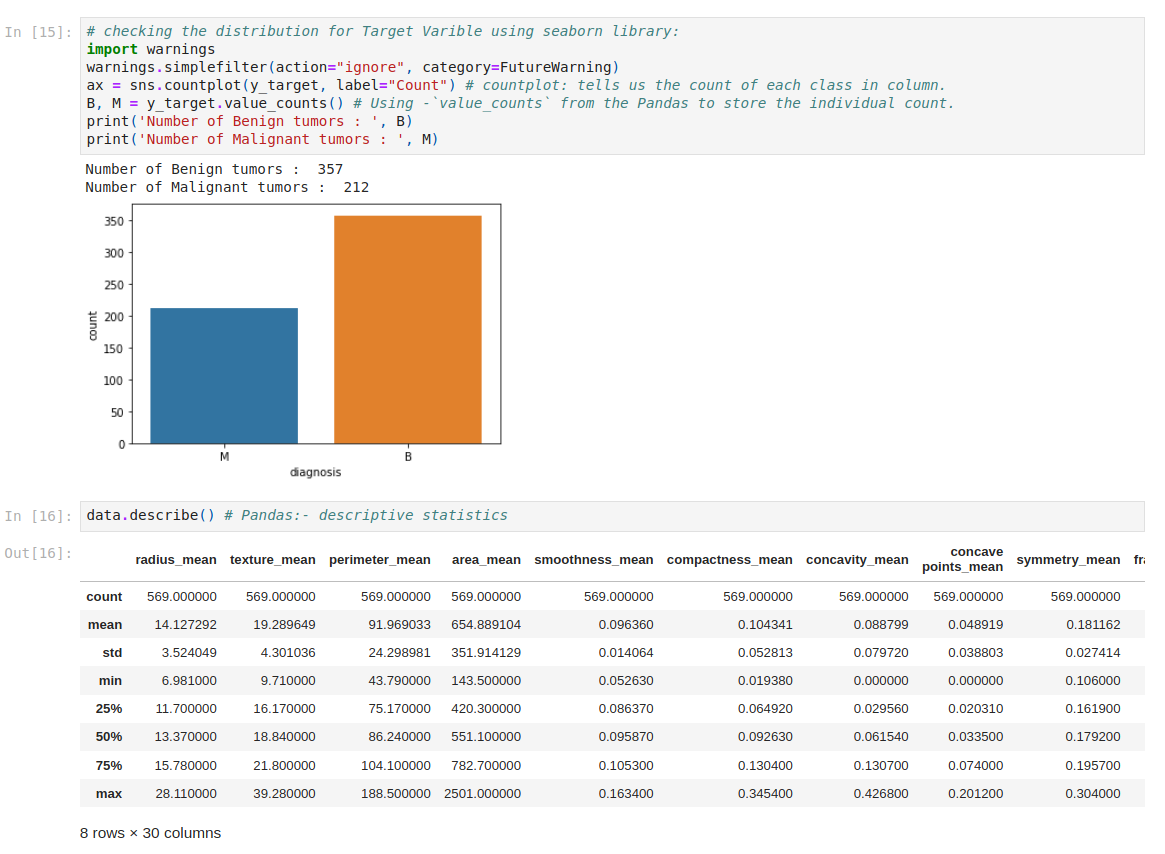 In [15]:
# checking the distribution for Target Varible using seaborn library:
import warnings
warnings.simplefilter(action="ignore", category=FutureWarning)
ax = sns.countplot(y_target, label="Count") # countplot: tells us the count of each class in column.
B, M = y_target.value_counts() # Using -`value_counts` from the Pandas to store the individual count.
print('Number of Benign tumors : ', B)
print('Number of Malignant tumors : ', M)
Number of Benign tumors :  357
Number of Malignant tumors :  212
350
300
250
200
150
100
50
0
count
M B
diagnosis
In [16]:
data.describe() # Pandas:- descriptive statistics
Out[16]:
radius_mean texture_mean perimeter_mean area_mean smoothness_mean compactness_mean concavity_mean concave points_mean symmetry_mean fra
count 569.000000 569.000000 569.000000 569.000000 569.000000 569.000000 569.000000 569.000000 569.000000
mean 14.127292 19.289649 91.969033 654.889104 0.096360 0.104341 0.088799 0.048919 0.181162
std 3.524049 4.301036 24.298981 351.914129 0.014064 0.052813 0.079720 0.038803 0.027414
min 6.981000 9.710000 43.790000 143.500000 0.052630 0.019380 0.000000 0.000000 0.106000
25% 11.700000 16.170000 75.170000 420.300000 0.086370 0.064920 0.029560 0.020310 0.161900
50% 13.370000 18.840000 86.240000 551.100000 0.095870 0.092630 0.061540 0.033500 0.179200
75% 15.780000 21.800000 104.100000 782.700000 0.105300 0.130400 0.130700 0.074000 0.195700
max 28.110000 39.280000 188.500000 2501.000000 0.163400 0.345400 0.426800 0.201200 0.304000
8 rows × 30 columns